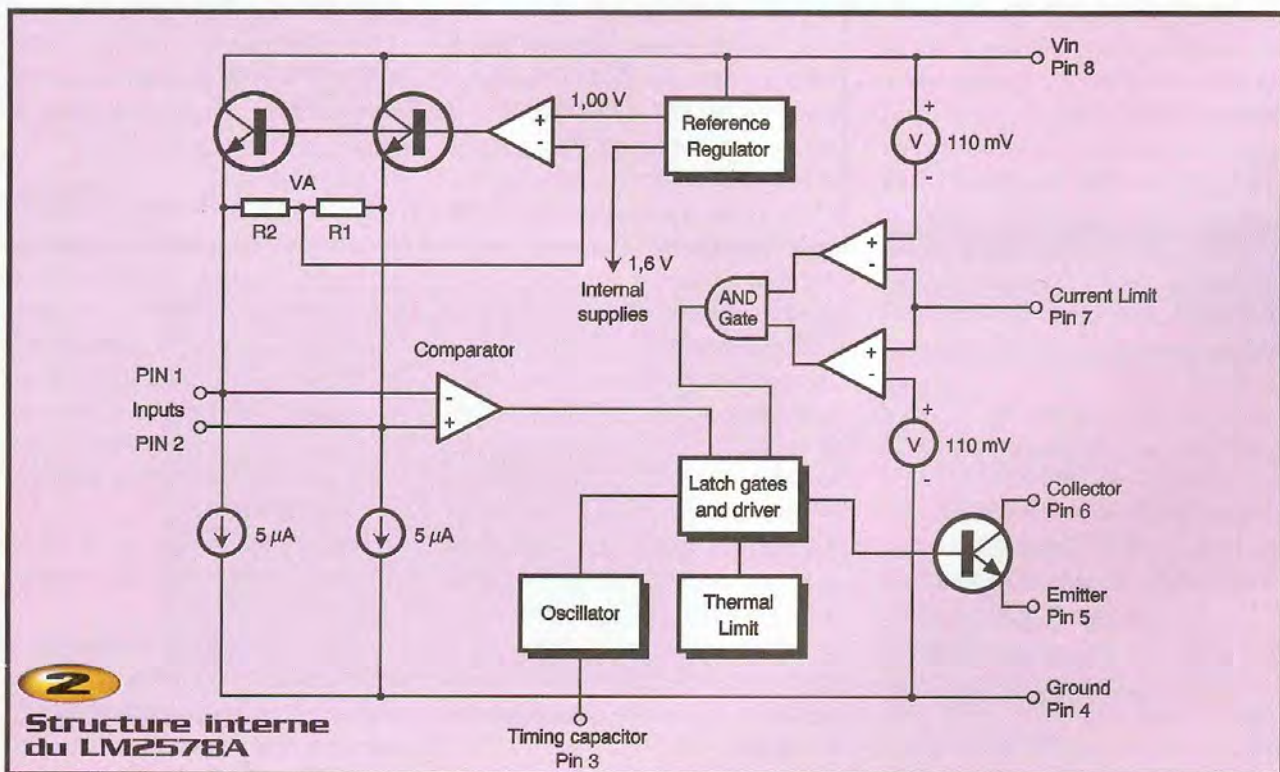 Vin
Pin 8
1,00 V
+
-
Reference
Regulator
+
V
110 mV
-
VA
R2
R1
1,6 V
Internal
supplies
+
-
AND
Gate
Current Limit
Pin 7
+
-
Comparator
PIN 1
Inputs
PIN 2
-
+
+
V
110 mV
-
Latch gates
and driver
Collector
Pin 6
5 µA
5 µA
Oscillator
Thermal
Limit
Emitter
Pin 5
2
Structure interne
du LM2578A
Ground
Pin 4
Timing capacitor
Pin 3